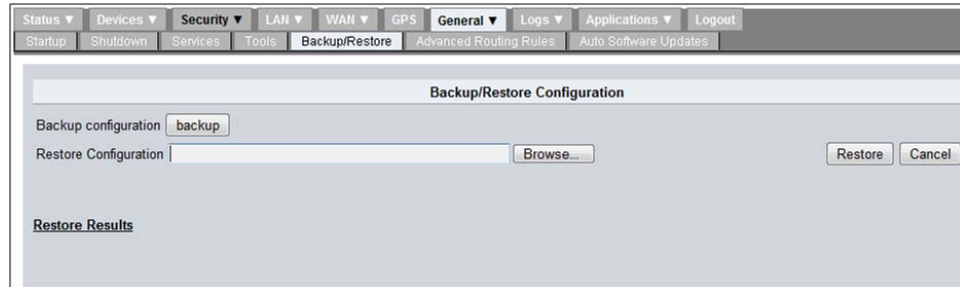 Status ▼ Devices ▼ Security ▼ LAN ▼ WAN ▼ GPS General ▼ Logs ▼ Applications ▼ Logout
Startup Shutdown Services Tools Backup/Restore Advanced Routing Rules Auto Software Updates
Backup/Restore Configuration
Backup configuration backup
Restore Configuration Browse... Restore Cancel
Restore Results